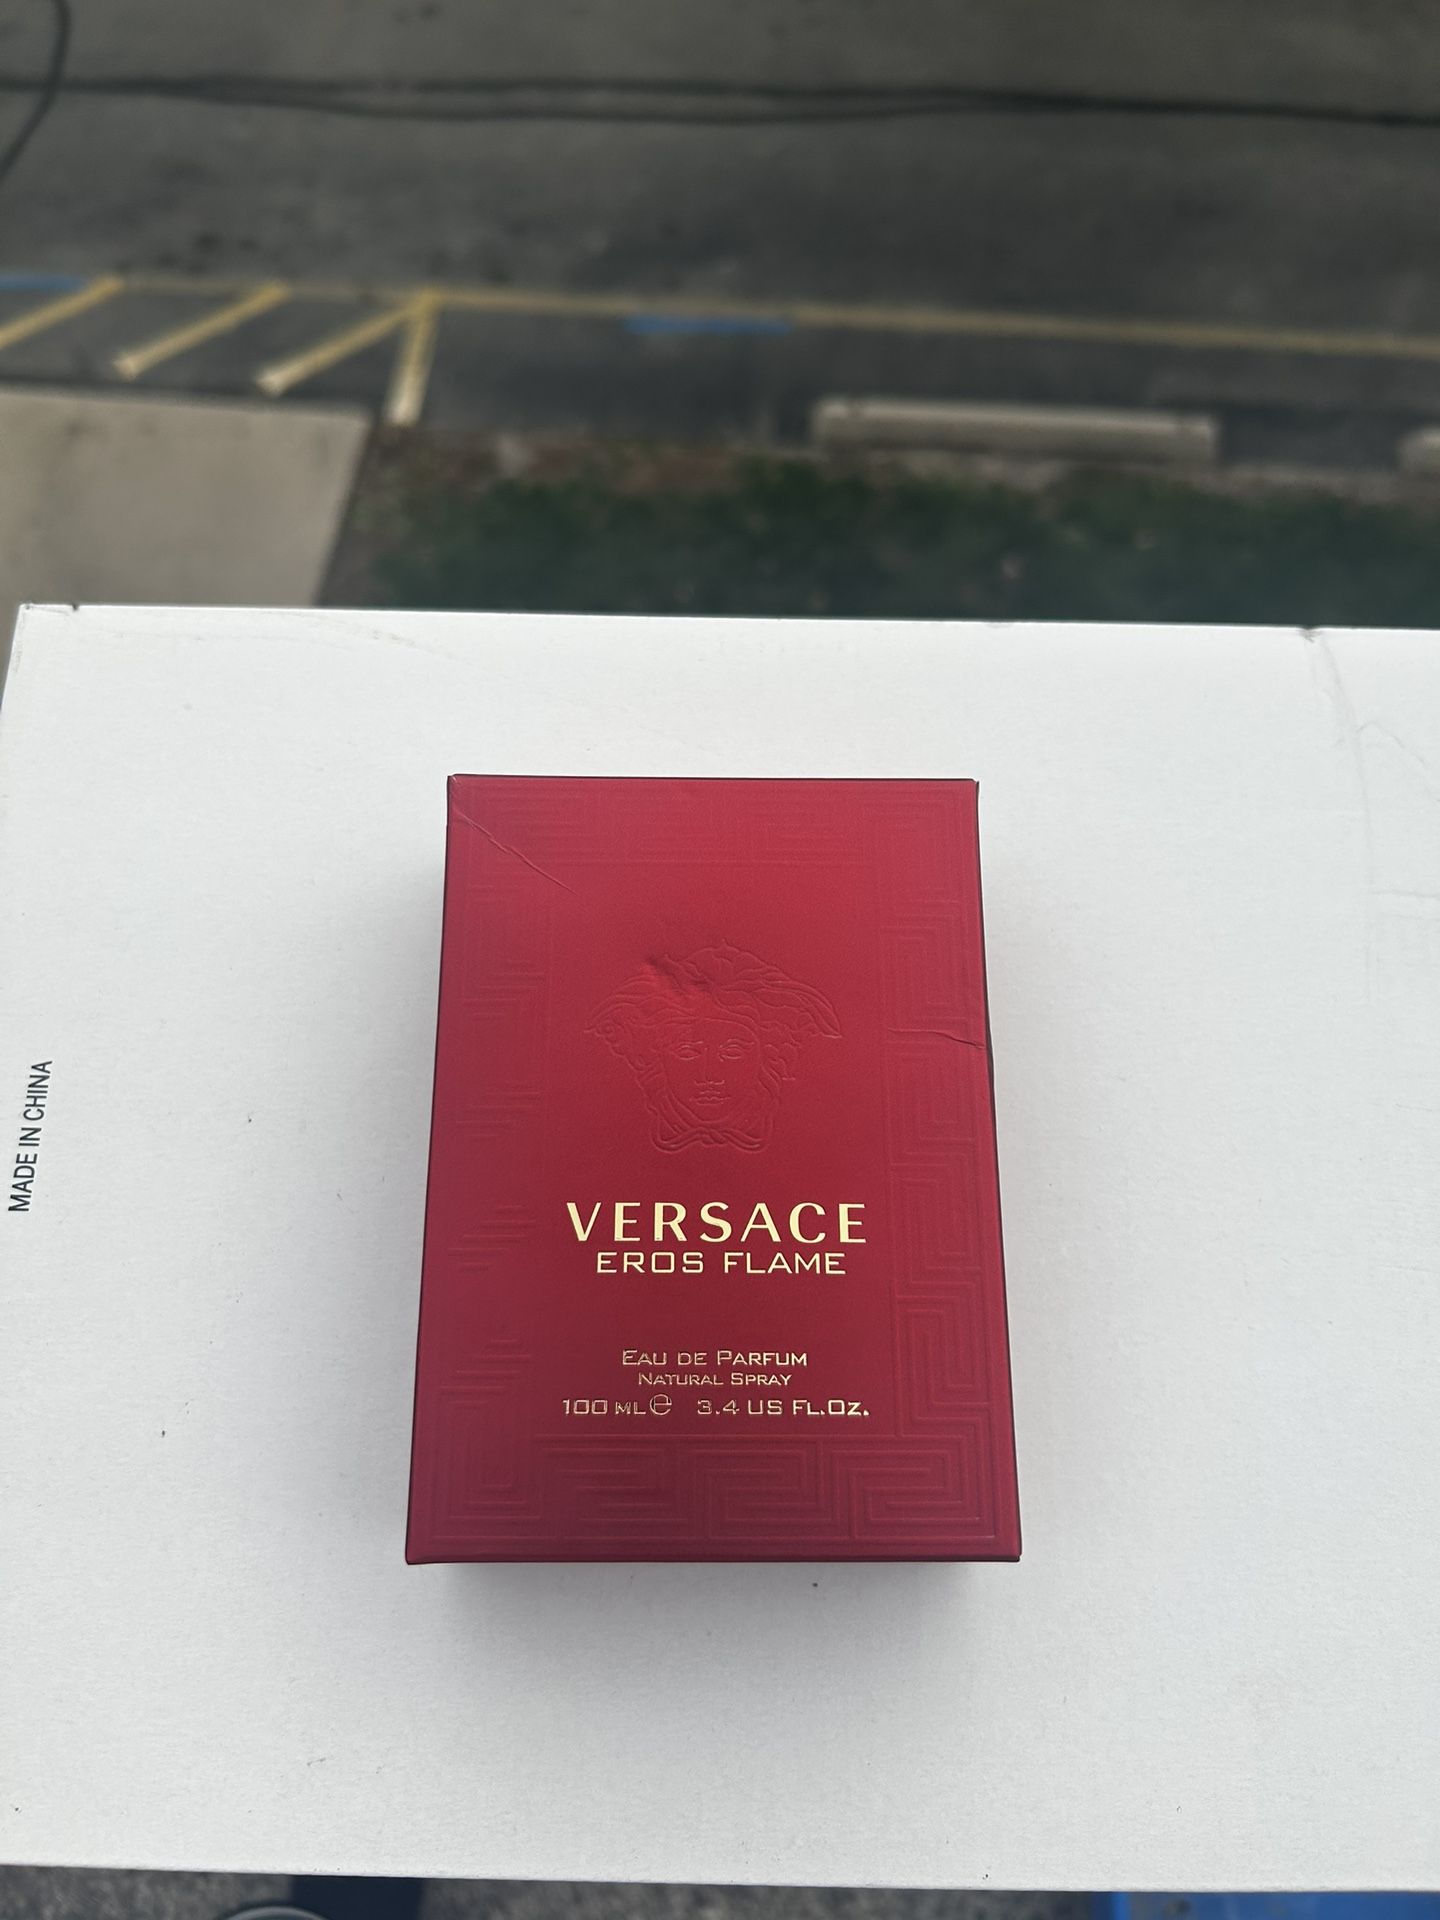 MADE IN CHINA
VERSACE
EROS FLAME
EAU DE PARFUM
NATURAL SPRAY
100 ML ℮ 3.4 US FL.OZ.